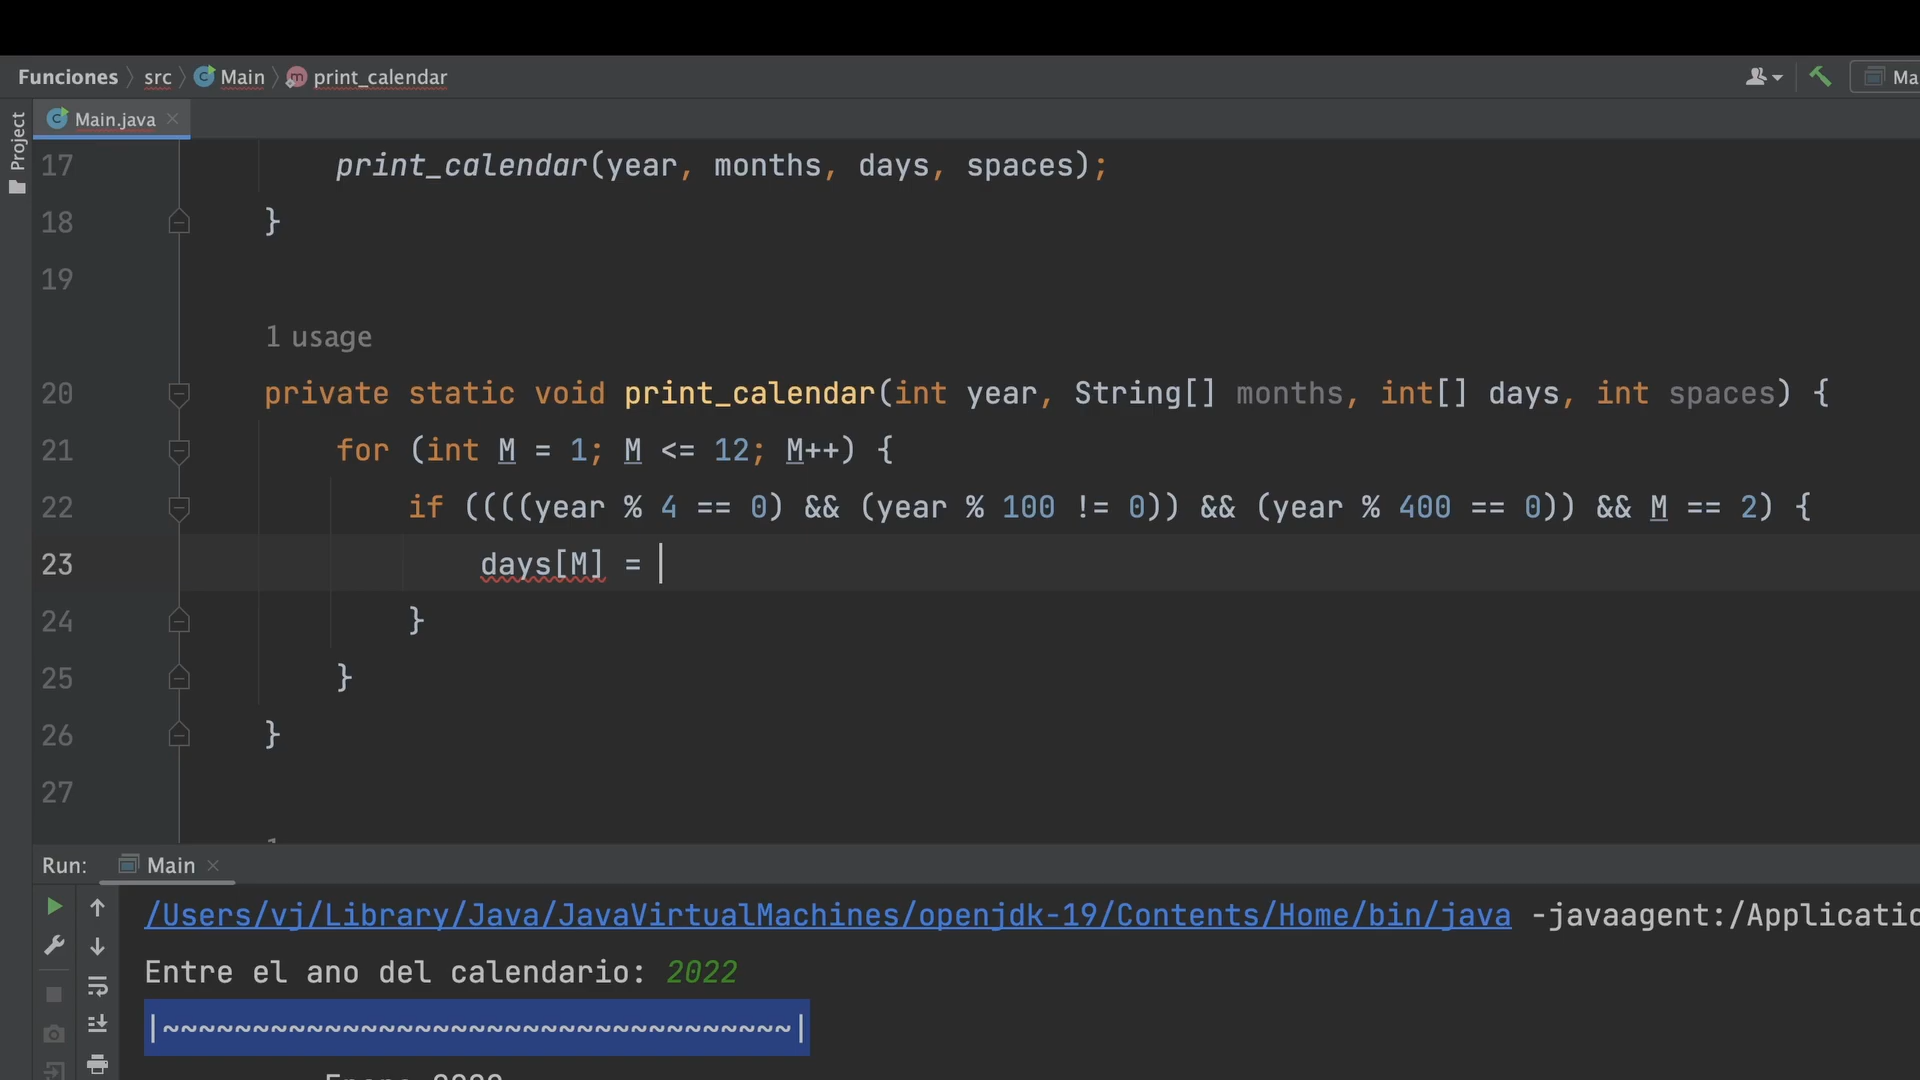 Funciones src Main print_calendar Ma
Project
Main.java
17 print_calendar(year, months, days, spaces);
18 }
19
1 usage
20 private static void print_calendar(int year, String[] months, int[] days, int spaces) {
21 for (int M = 1; M <= 12; M++) {
22 if ((((year % 4 == 0) && (year % 100 != 0)) && (year % 400 == 0)) && M == 2) {
23 days[M] =
24 }
25 }
26 }
27
Run: Main
/Users/vj/Library/Java/JavaVirtualMachines/openjdk-19/Contents/Home/bin/java -javaagent:/Applicatio
Entre el ano del calendario: 2022
|~~~~~~~~~~~~~~~~~~~~~~~~~~~~~~~~~~~|
Enero 2022